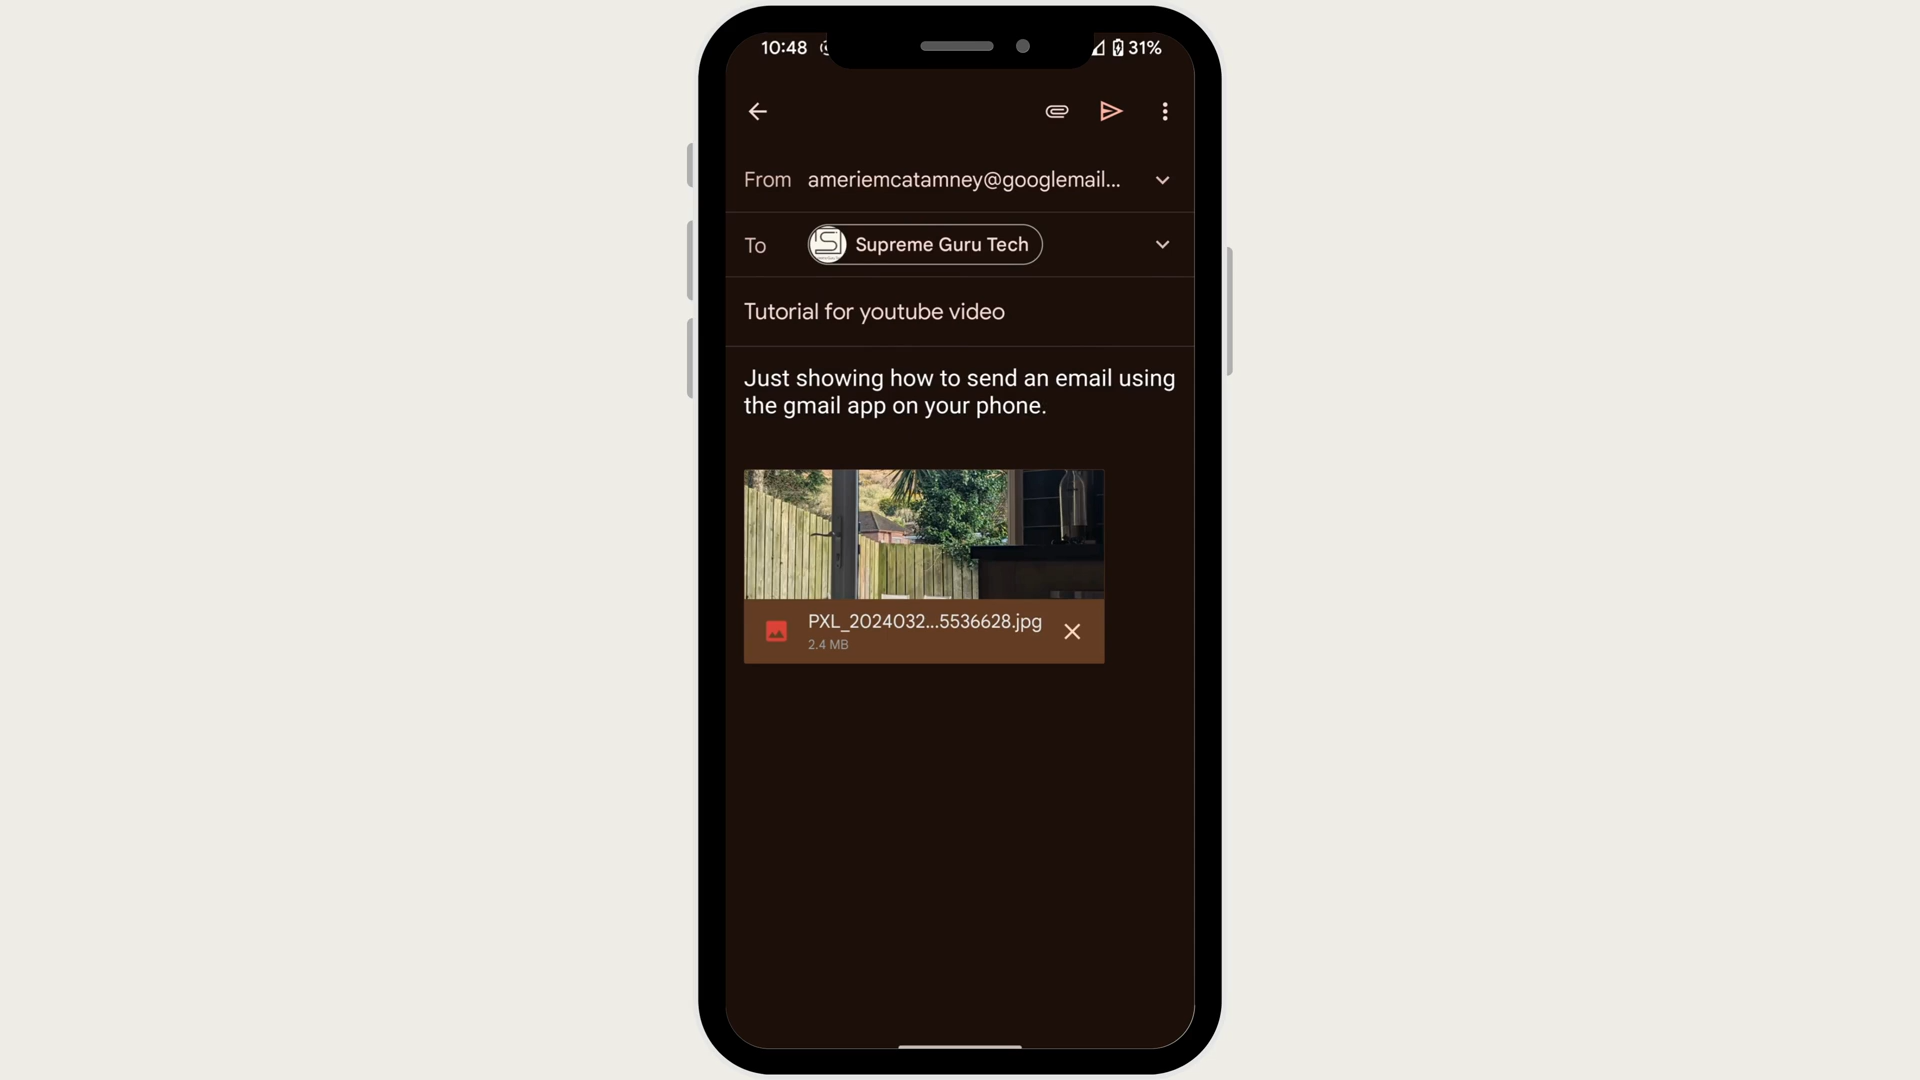 10:48
31%
From ameriemcatamney@googlemail...
To Supreme Guru Tech
Tutorial for youtube video
Just showing how to send an email using
the gmail app on your phone.
PXL_2024032...5536628.jpg
2.4 MB